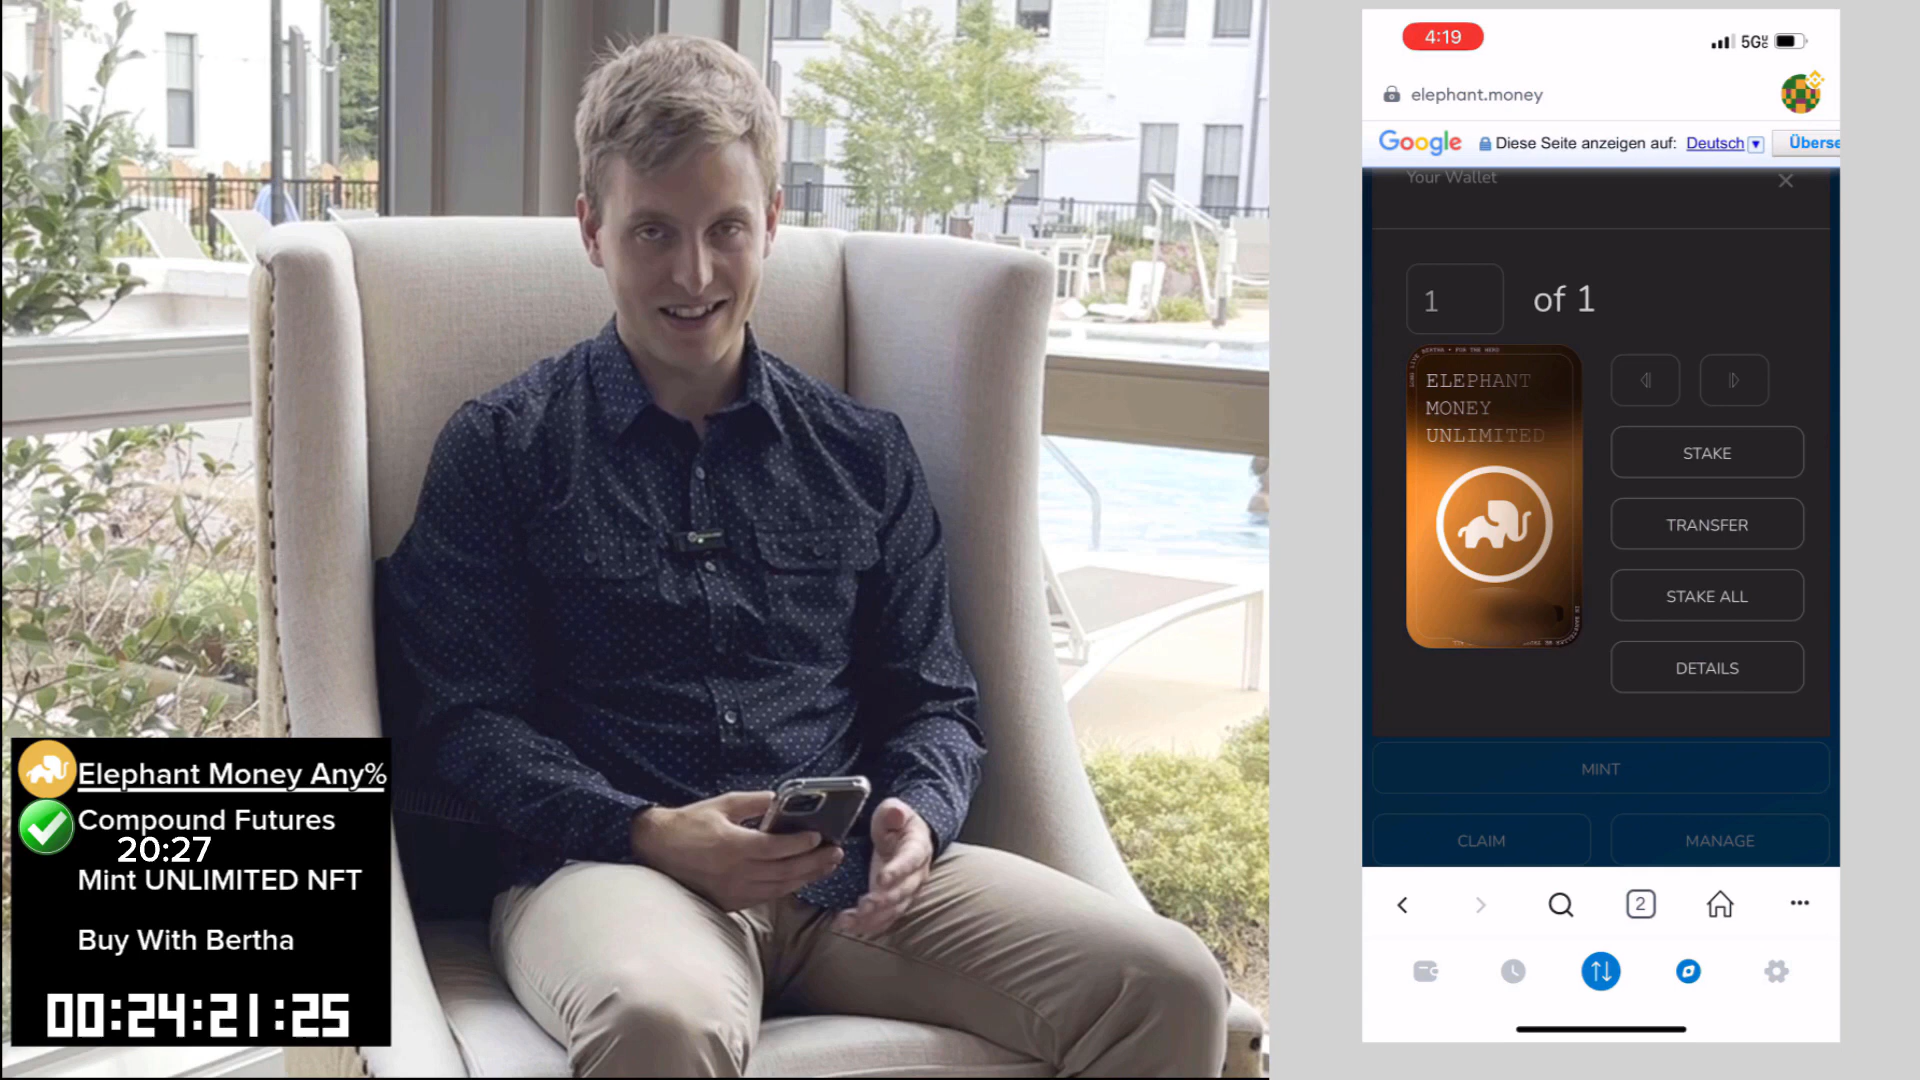 Elephant Money Any%
Compound Futures
20:27
Mint UNLIMITED NFT
Buy With Bertha
00:24:21:25
4:19
5G
elephant.money
Google Diese Seite anzeigen auf: Deutsch Überse
Your Wallet
1 of 1
ELEPHANT
MONEY
UNLIMITED
STAKE
TRANSFER
STAKE ALL
DETAILS
MINT
CLAIM
MANAGE
2